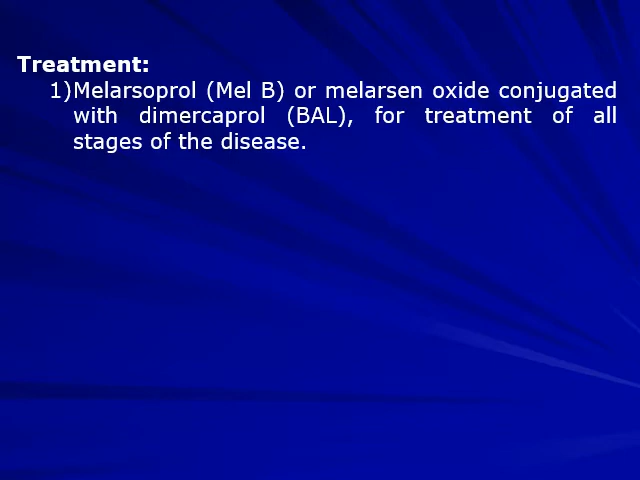 Treatment:
1)Melarsoprol (Mel B) or melarsen oxide conjugated
with dimercaprol (BAL), for treatment of all
stages of the disease.